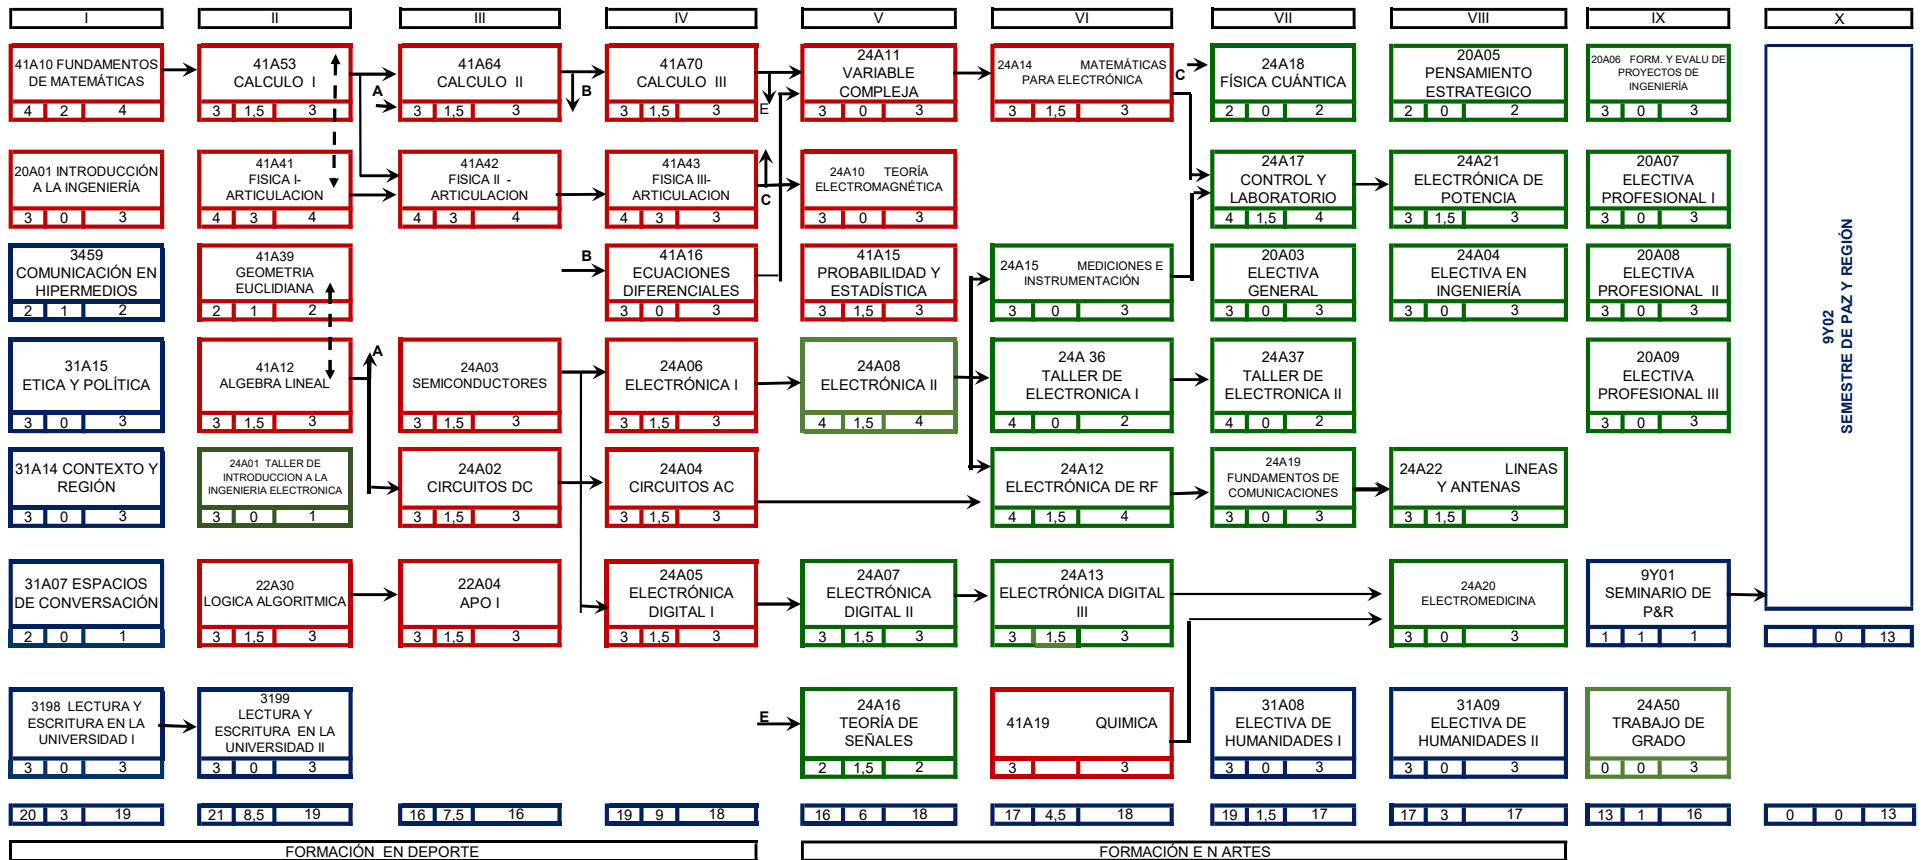 I II III IV V VI VII VIII IX X
41A10 FUNDAMENTOS
DE MATEMÁTICAS
4 2 4
41A53
CALCULO I
3 1,5 3
A
41A64
CALCULO II
3 1,5 3
B
41A70
CALCULO III
3 1,5 3
E
24A11
VARIABLE
COMPLEJA
3 0 3
24A14 MATEMÁTICAS
PARA ELECTRÓNICA
3 1,5 3
C
24A18
FÍSICA CUÁNTICA
2 0 2
20A05
PENSAMIENTO
ESTRATEGICO
2 0 2
20A06 FORM. Y EVALU DE
PROYECTOS DE
INGENIERÍA
3 0 3
20A01 INTRODUCCIÓN
A LA INGENIERÍA
3 0 3
41A41
FISICA I-
ARTICULACION
4 3 4
41A42
FISICA II -
ARTICULACION
4 3 4
41A43
FISICA III-
ARTICULACION
4 3 3
C
24A10 TEORÍA
ELECTROMAGNÉTICA
3 0 3
24A17
CONTROL Y
LABORATORIO
4 1,5 4
24A21
ELECTRÓNICA DE
POTENCIA
3 1,5 3
20A07
ELECTIVA
PROFESIONAL I
3 0 3
3459
COMUNICACIÓN EN
HIPERMEDIOS
2 1 2
41A39
GEOMETRIA
EUCLIDIANA
2 1 2
B
41A16
ECUACIONES
DIFERENCIALES
3 0 3
41A15
PROBABILIDAD Y
ESTADÍSTICA
3 1,5 3
24A15 MEDICIONES E
INSTRUMENTACIÓN
3 0 3
20A03
ELECTIVA
GENERAL
3 0 3
24A04
ELECTIVA EN
INGENIERÍA
3 0 3
20A08
ELECTIVA
PROFESIONAL II
3 0 3
31A15
ETICA Y POLÍTICA
3 0 3
41A12
ALGEBRA LINEAL
3 1,5 3
A
24A03
SEMICONDUCTORES
3 1,5 3
24A06
ELECTRÓNICA I
3 1,5 3
24A08
ELECTRÓNICA II
4 1,5 4
24A 36
TALLER DE
ELECTRONICA I
4 0 2
24A37
TALLER DE
ELECTRONICA II
4 0 2
20A09
ELECTIVA
PROFESIONAL III
3 0 3
31A14 CONTEXTO Y
REGIÓN
3 0 3
24A01 TALLER DE
INTRODUCCION A LA
INGENIERIA ELECTRONICA
3 0 1
24A02
CIRCUITOS DC
3 1,5 3
24A04
CIRCUITOS AC
3 1,5 3
24A12
ELECTRÓNICA DE RF
4 1,5 4
24A19
FUNDAMENTOS DE
COMUNICACIONES
3 0 3
24A22 LINEAS
Y ANTENAS
3 1,5 3
31A07 ESPACIOS
DE CONVERSACIÓN
2 0 1
22A30
LOGICA ALGORITMICA
3 1,5 3
22A04
APO I
3 1,5 3
24A05
ELECTRÓNICA
DIGITAL I
3 1,5 3
24A07
ELECTRÓNICA
DIGITAL II
3 1,5 3
24A13
ELECTRÓNICA DIGITAL
III
3 1,5 3
24A20
ELECTROMEDICINA
3 0 3
9Y01
SEMINARIO DE
P&R
1 1 1
9Y02
SEMESTRE DE PAZ Y REGIÓN
0 13
3198 LECTURA Y
ESCRITURA EN LA
UNIVERSIDAD I
3 0 3
3199
LECTURA Y
ESCRITURA EN LA
UNIVERSIDAD II
3 0 3
E
24A16
TEORÍA DE
SEÑALES
2 1,5 2
41A19 QUIMICA
3 3
31A08
ELECTIVA DE
HUMANIDADES I
3 0 3
31A09
ELECTIVA DE
HUMANIDADES II
3 0 3
24A50
TRABAJO DE
GRADO
0 0 3
20 3 19
21 8,5 19
16 7,5 16
19 9 18
16 6 18
17 4,5 18
19 1,5 17
17 3 17
13 1 16
0 0 13
FORMACIÓN EN DEPORTE
FORMACIÓN E N ARTES